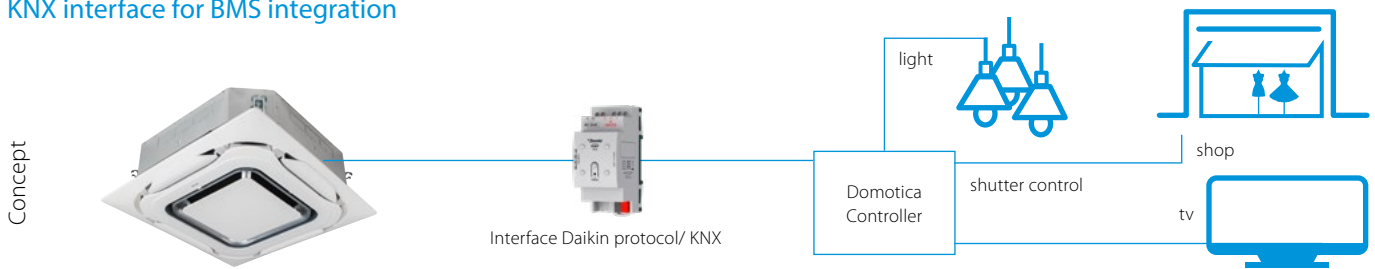 KNX interface for BMS integration
Concept
light
shop
Domotica
Controller
shutter control
tv
Interface Daikin protocol/ KNX